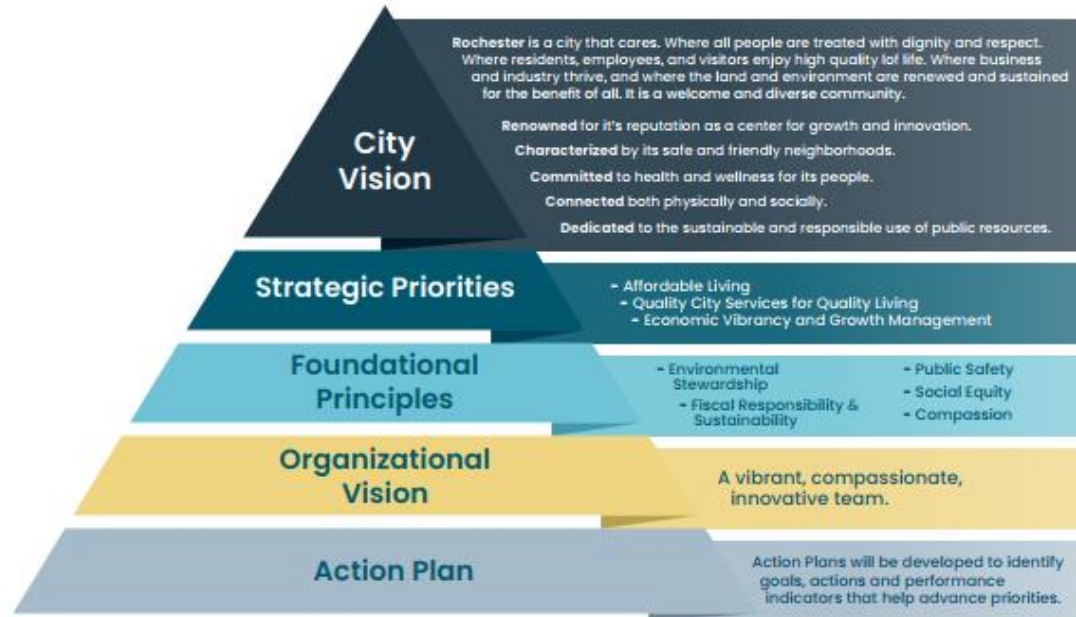 City
Vision
Rochester is a city that cares. Where all people are treated with dignity and respect.
Where residents, employees, and visitors enjoy high quality lof life. Where business
and industry thrive, and where the land and environment are renewed and sustained
for the benefit of all. It is a welcome and diverse community.
Renowned for it's reputation as a center for growth and innovation.
Characterized by its safe and friendly neighborhoods.
Committed to health and wellness for its people.
Connected both physically and socially.
Dedicated to the sustainable and responsible use of public resources.
Strategic Priorities
- Affordable Living
- Quality City Services for Quality Living
- Economic Vibrancy and Growth Management
Foundational
Principles
- Environmental
Stewardship
- Fiscal Responsibility &
Sustainability
- Public Safety
- Social Equity
- Compassion
Organizational
Vision
A vibrant, compassionate,
innovative team.
Action Plan
Action Plans will be developed to identify
goals, actions and performance
indicators that help advance priorities.